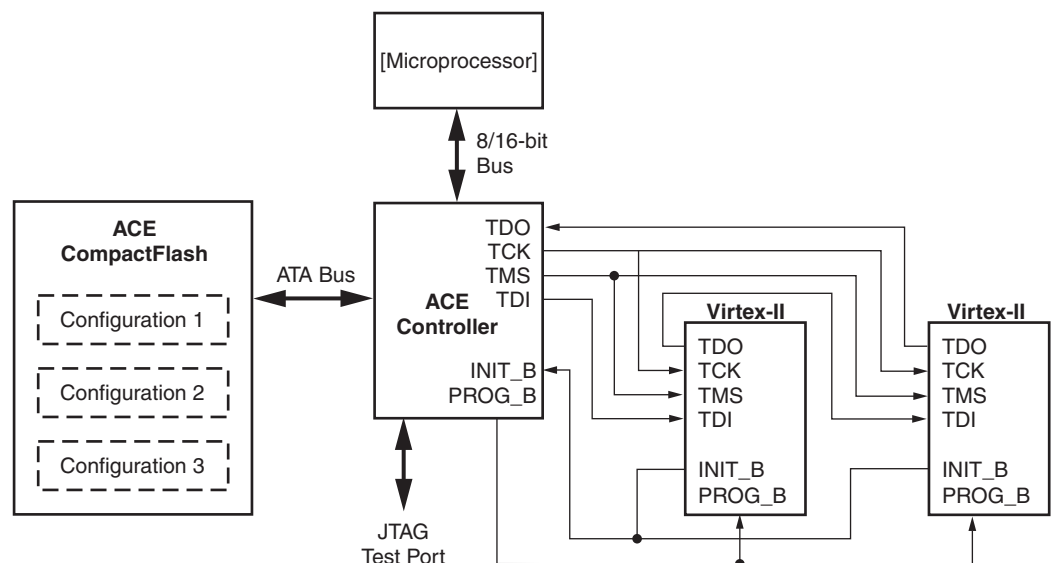 [Microprocessor]
8/16-bit
Bus
ACE
CompactFlash
Configuration 1
Configuration 2
Configuration 3
ATA Bus
TDO
TCK
TMS
TDI
ACE
Controller
INIT_B
PROG_B
JTAG
Test Port
Virtex-II
TDO
TCK
TMS
TDI
INIT_B
PROG_B
Virtex-II
TDO
TCK
TMS
TDI
INIT_B
PROG_B